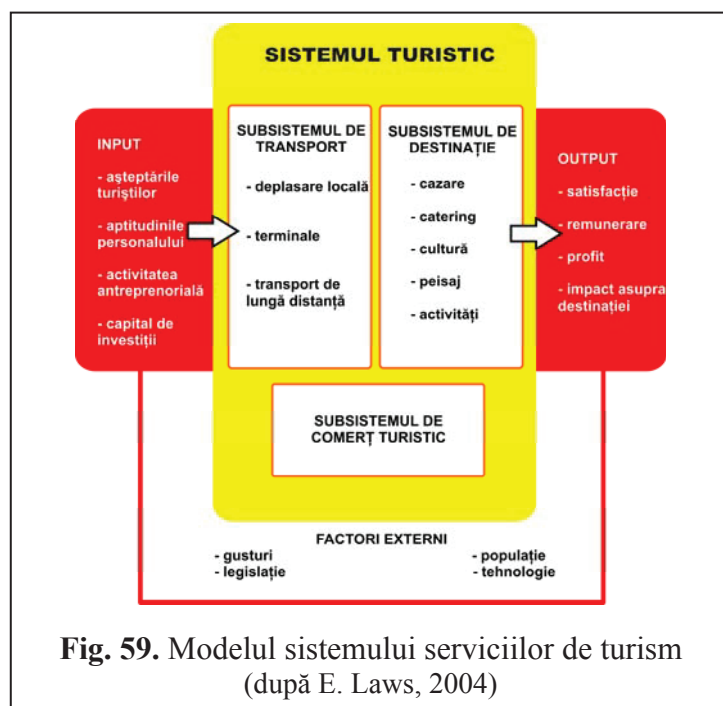 SISTEMUL TURISTIC
INPUT
- așteptările
turiștilor
- aptitudinile
personalului
- activitatea
antreprenorială
- capital de
investiții
SUBSISTEMUL DE
TRANSPORT
- deplasare locală
- terminale
- transport de
lungă distanță
SUBSISTEMUL DE
DESTINAȚIE
- cazare
- catering
- cultură
- peisaj
- activități
OUTPUT
- satisfacție
- remunerare
- profit
- impact asupra
destinației
SUBSISTEMUL DE
COMERȚ TURISTIC
FACTORI EXTERNI
- gusturi
- legislație
- populație
- tehnologie
Fig. 59. Modelul sistemului serviciilor de turism
(după E. Laws, 2004)